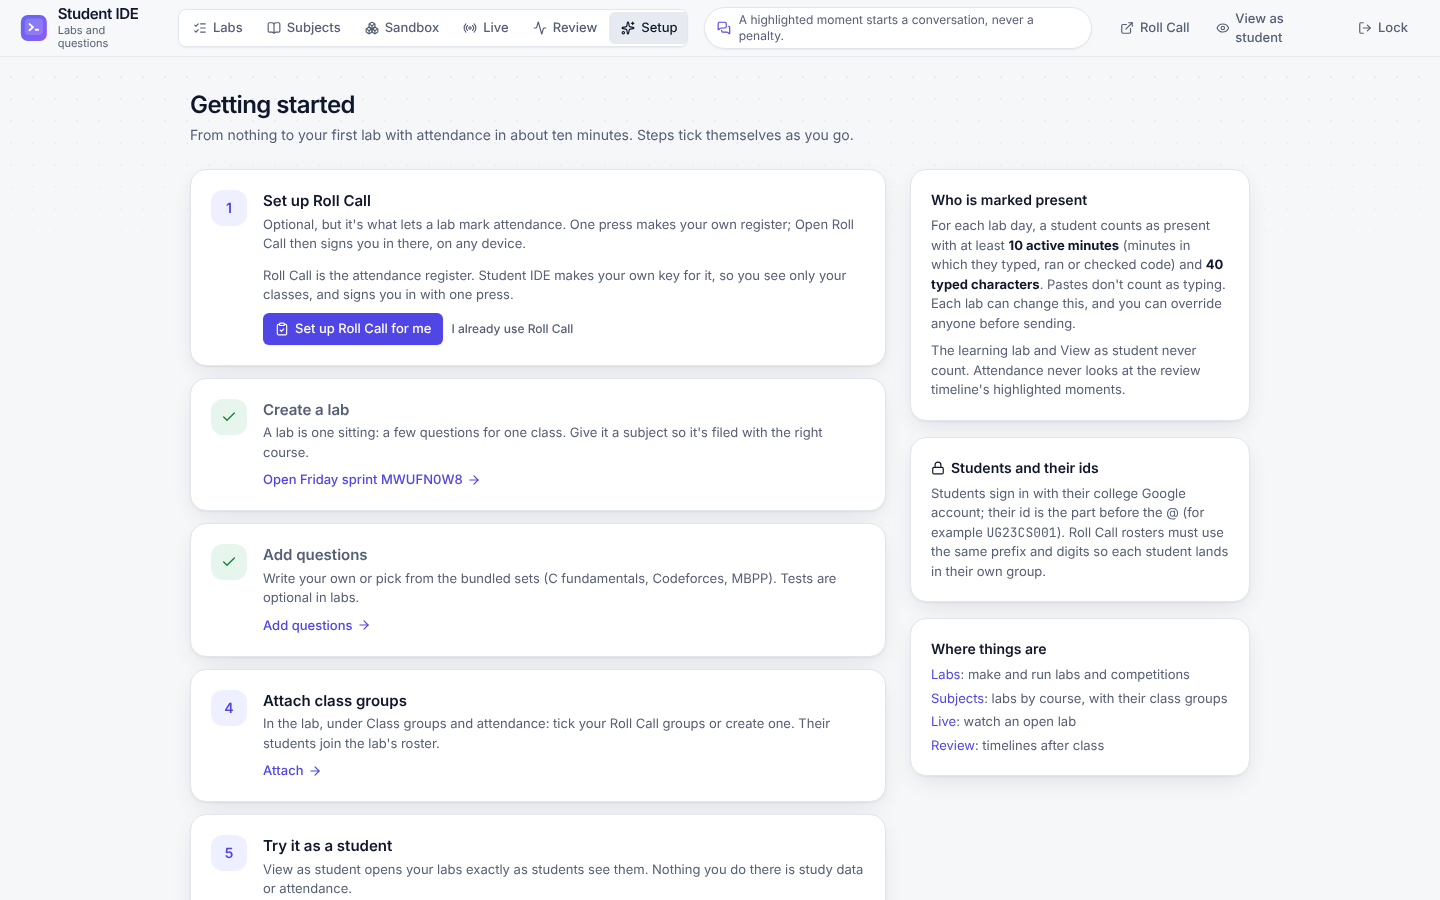 Student IDE
Labs and
questions
Labs
Subjects
Sandbox
Live
Review
Setup
A highlighted moment starts a conversation, never a
penalty.
Roll Call
View as
student
Lock
Getting started
From nothing to your first lab with attendance in about ten minutes. Steps tick themselves as you go.
1
Set up Roll Call
Optional, but it's what lets a lab mark attendance. One press makes your own register; Open Roll
Call then signs you in there, on any device.
Roll Call is the attendance register. Student IDE makes your own key for it, so you see only your
classes, and signs you in with one press.
Set up Roll Call for me
I already use Roll Call
Create a lab
A lab is one sitting: a few questions for one class. Give it a subject so it's filed with the right
course.
Open Friday sprint MWUFN0W8
Add questions
Write your own or pick from the bundled sets (C fundamentals, Codeforces, MBPP). Tests are
optional in labs.
Add questions
4
Attach class groups
In the lab, under Class groups and attendance: tick your Roll Call groups or create one. Their
students join the lab's roster.
Attach
5
Try it as a student
View as student opens your labs exactly as students see them. Nothing you do there is study data
or attendance.
Who is marked present
For each lab day, a student counts as present
with at least 10 active minutes (minutes in
which they typed, ran or checked code) and 40
typed characters. Pastes don't count as typing.
Each lab can change this, and you can override
anyone before sending.
The learning lab and View as student never
count. Attendance never looks at the review
timeline's highlighted moments.
Students and their ids
Students sign in with their college Google
account; their id is the part before the @ (for
example UG23CS001). Roll Call rosters must use
the same prefix and digits so each student lands
in their own group.
Where things are
Labs: make and run labs and competitions
Subjects: labs by course, with their class groups
Live: watch an open lab
Review: timelines after class